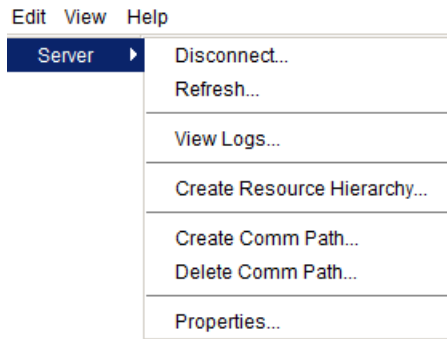 Edit View Help
Server
Disconnect...
Refresh...
View Logs...
Create Resource Hierarchy...
Create Comm Path...
Delete Comm Path...
Properties...